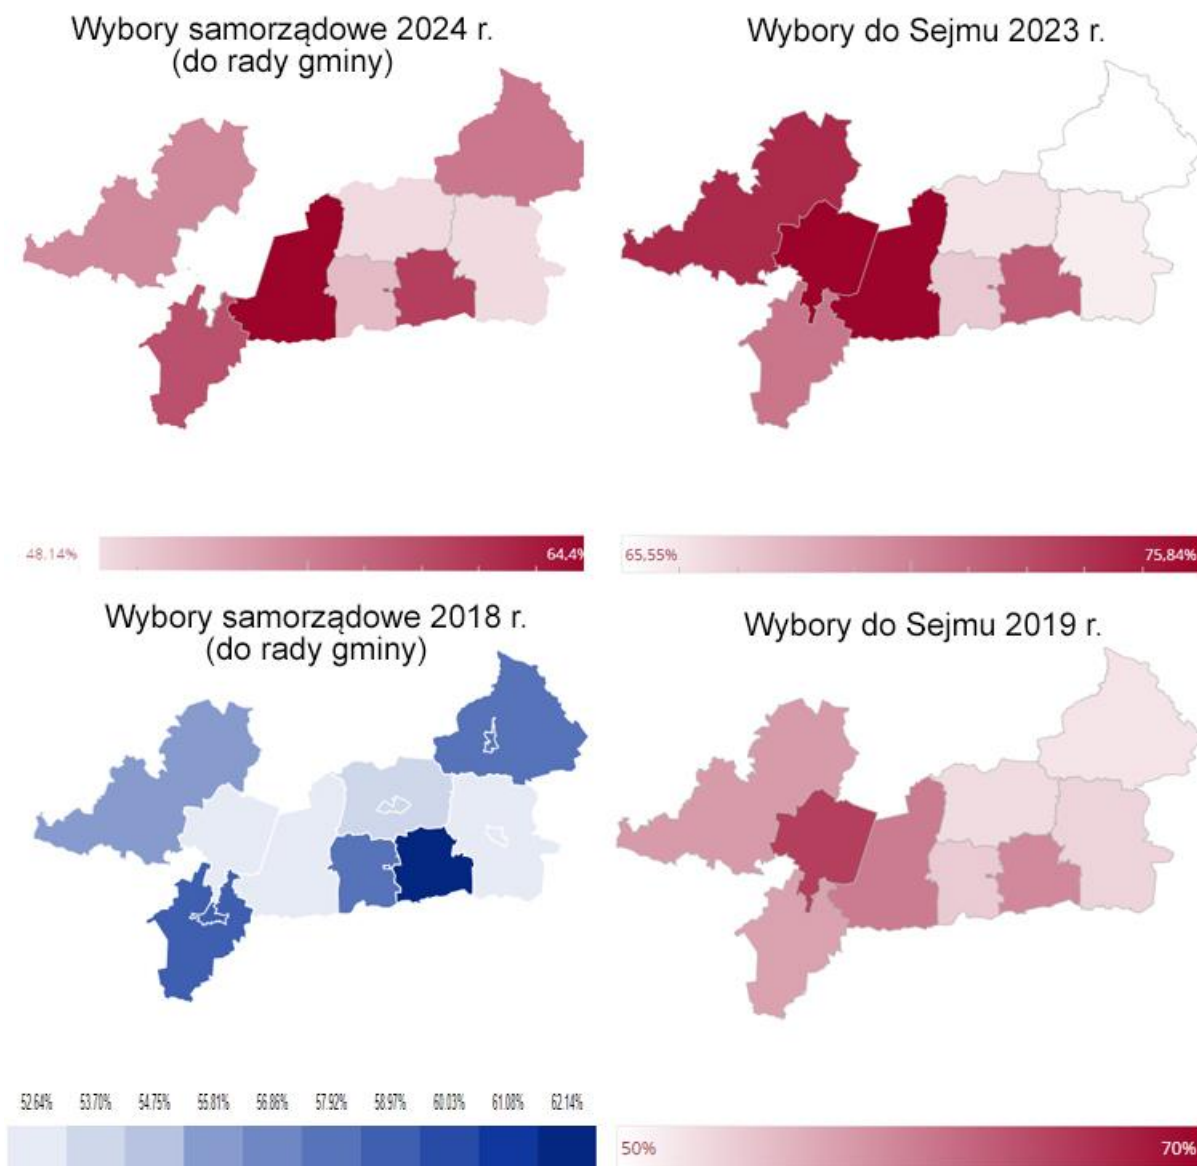 Wybory samorządowe 2024 r.
(do rady gminy)
Wybory do Sejmu 2023 r.
48,14%
64,4%
65,55%
75,84%
Wybory samorządowe 2018 r.
(do rady gminy)
Wybory do Sejmu 2019 r.
52.64% 53.70% 54.75% 55.81% 56.86% 57.92% 58.97% 60.03% 61.08% 62.14%
50%
70%